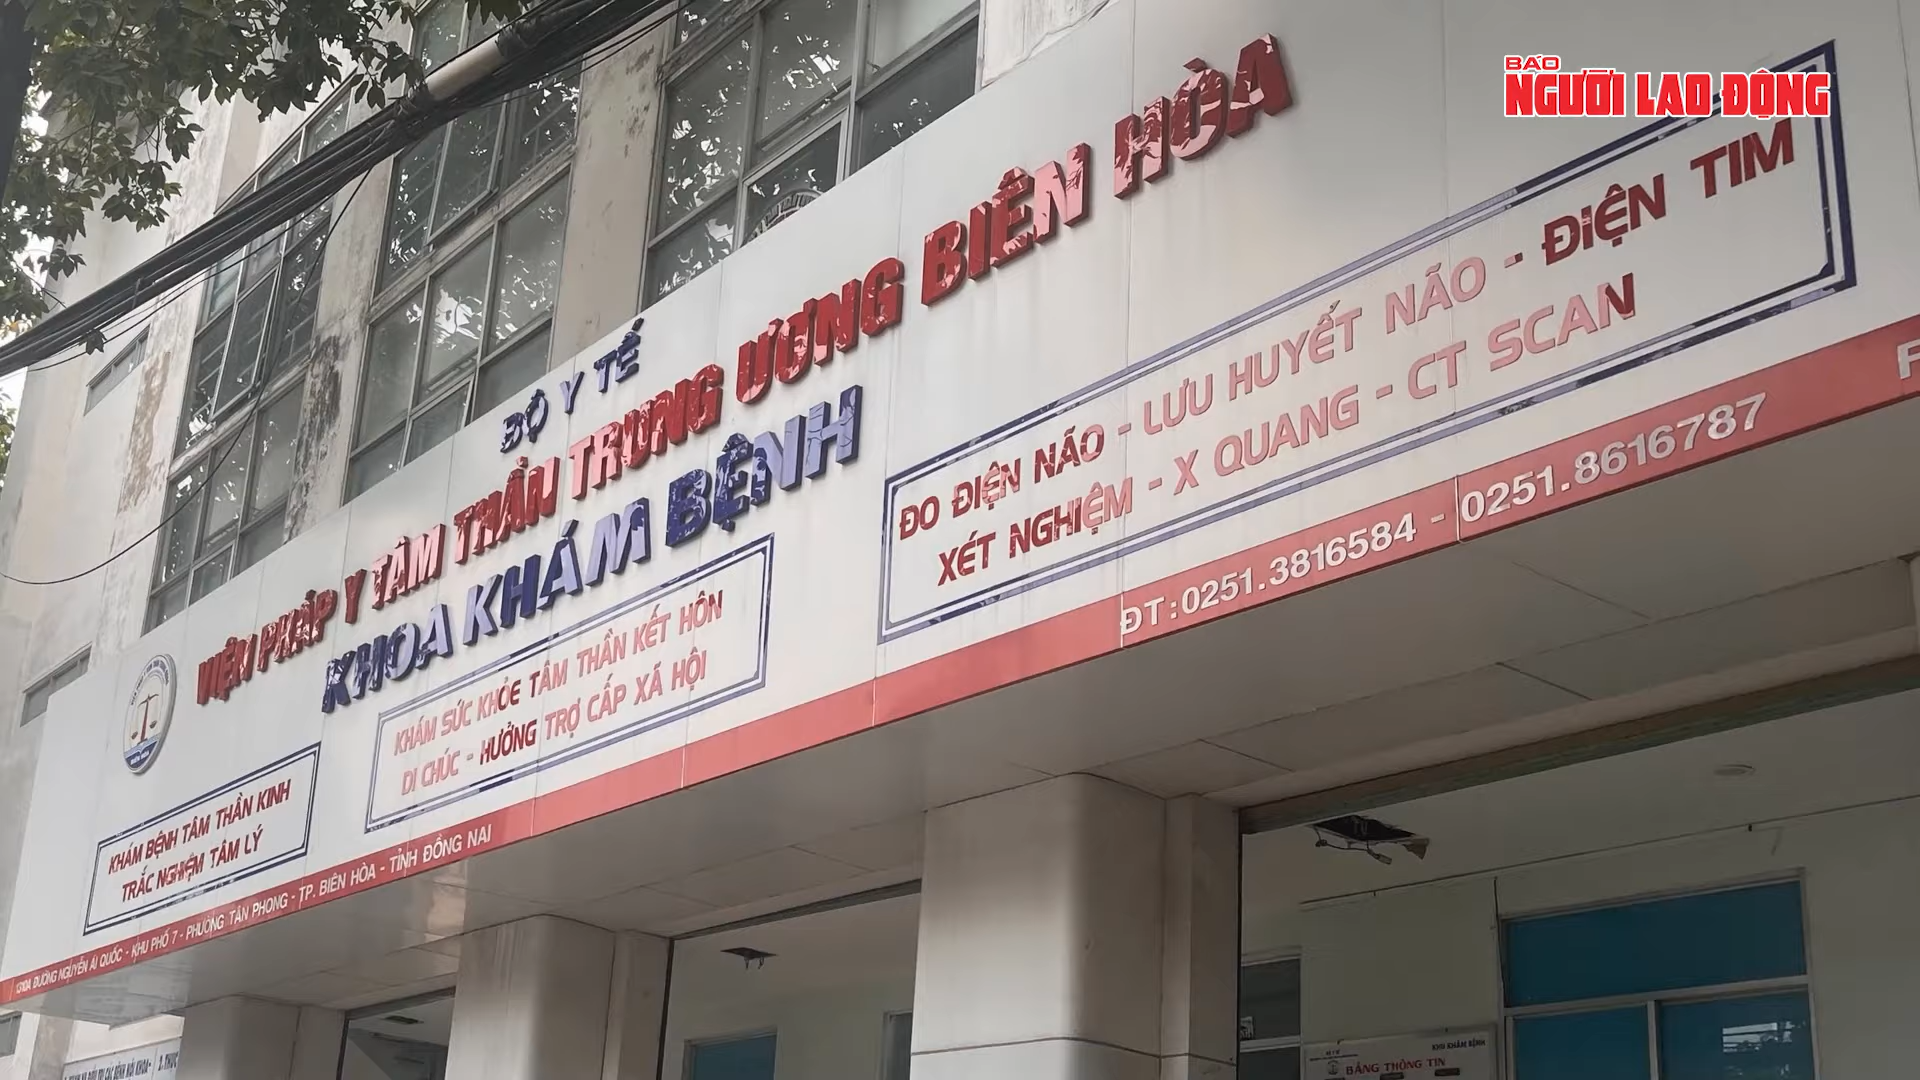 BÁO
NGƯỜI LAO ĐỘNG
BỘ Y TẾ
VIỆN PHÁP Y TÂM THẦN TRUNG ƯƠNG BIÊN HÒA
KHOA KHÁM BỆNH
KHÁM BỆNH TÂM THẦN KINH
TRẮC NGHIỆM TÂM LÝ
KHÁM SỨC KHỎE TÂM THẦN KẾT HÔN
DI CHÚC - HƯỞNG TRỢ CẤP XÃ HỘI
ĐO ĐIỆN NÃO - LƯU HUYẾT NÃO - ĐIỆN TIM
XÉT NGHIỆM - X QUANG - CT SCAN
ĐƯỜNG NGUYỄN ÁI QUỐC - KHU PHỐ 7 - PHƯỜNG TÂN PHONG - TP. BIÊN HÒA - TỈNH ĐỒNG NAI
ĐT:0251.3816584 - 0251.8616787
F
BIÊN HÒA
KHU KHÁM BỆNH
BẢNG THÔNG TIN